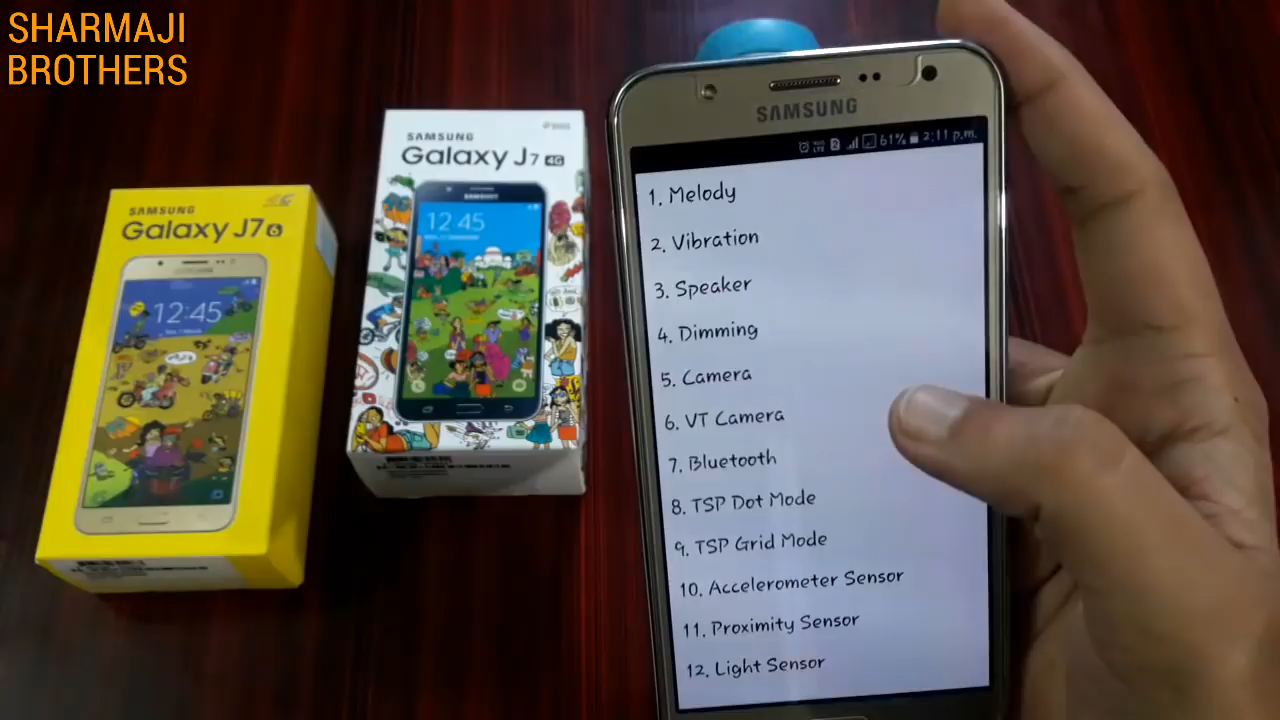 SHARMAJI
BROTHERS
SAMSUNG
Galaxy J7 6
12:45
SAMSUNG
Galaxy J7 4G
SAMSUNG
12 45
SAMSUNG
61% 2:11 p.m.
1. Melody
2. Vibration
3. Speaker
4. Dimming
5. Camera
6. VT Camera
7. Bluetooth
8. TSP Dot Mode
9. TSP Grid Mode
10. Accelerometer Sensor
11. Proximity Sensor
12. Light Sensor